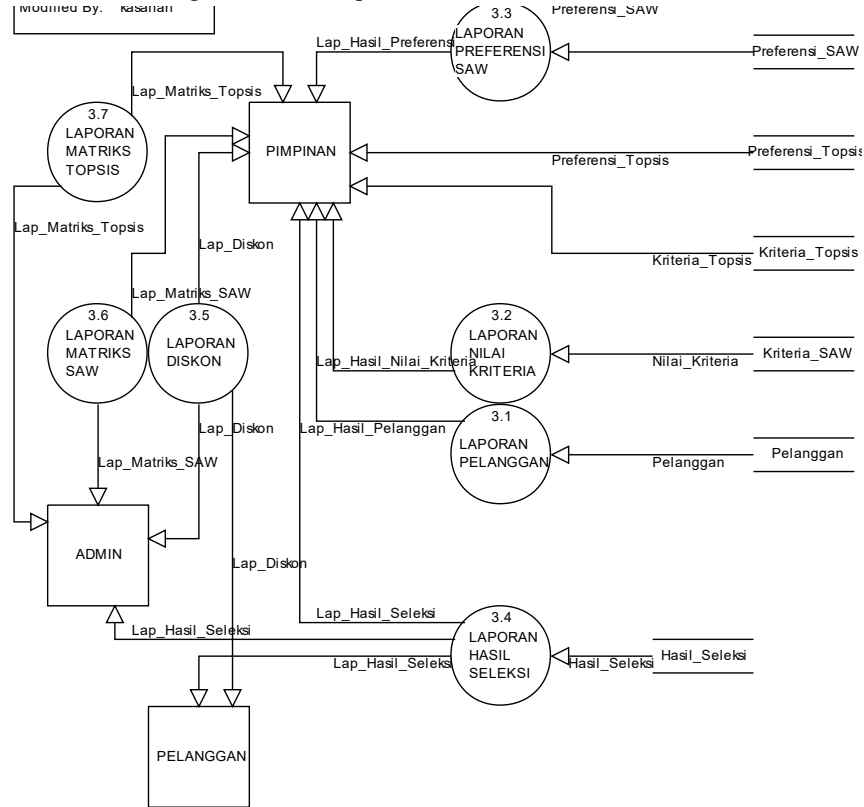 Modified By: kasanah
Preferensi_SAW
3.3
LAPORAN
PREFERENSI
SAW
Lap_Hasil_Preferensi
Preferensi_SAW
Lap_Matriks_Topsis
3.7
LAPORAN
MATRIKS
TOPSIS
PIMPINAN
Preferensi_Topsis
Preferensi_Topsis
Lap_Matriks_Topsis
Lap_Diskon
Kriteria_Topsis
Kriteria_Topsis
Lap_Matriks_SAW
3.6
LAPORAN
MATRIKS
SAW
3.5
LAPORAN
DISKON
3.2
LAPORAN
NILAI
KRITERIA
Lap_Hasil_Nilai_Kriteria
Nilai_Kriteria
Kriteria_SAW
Lap_Diskon
Lap_Hasil_Pelanggan
3.1
LAPORAN
PELANGGAN
Pelanggan
Pelanggan
Lap_Matriks_SAW
ADMIN
Lap_Diskon
Lap_Hasil_Seleksi
Lap_Hasil_Seleksi
3.4
LAPORAN
HASIL
SELEKSI
Lap_Hasil_Seleksi
Hasil_Seleksi
Hasil_Seleksi
PELANGGAN